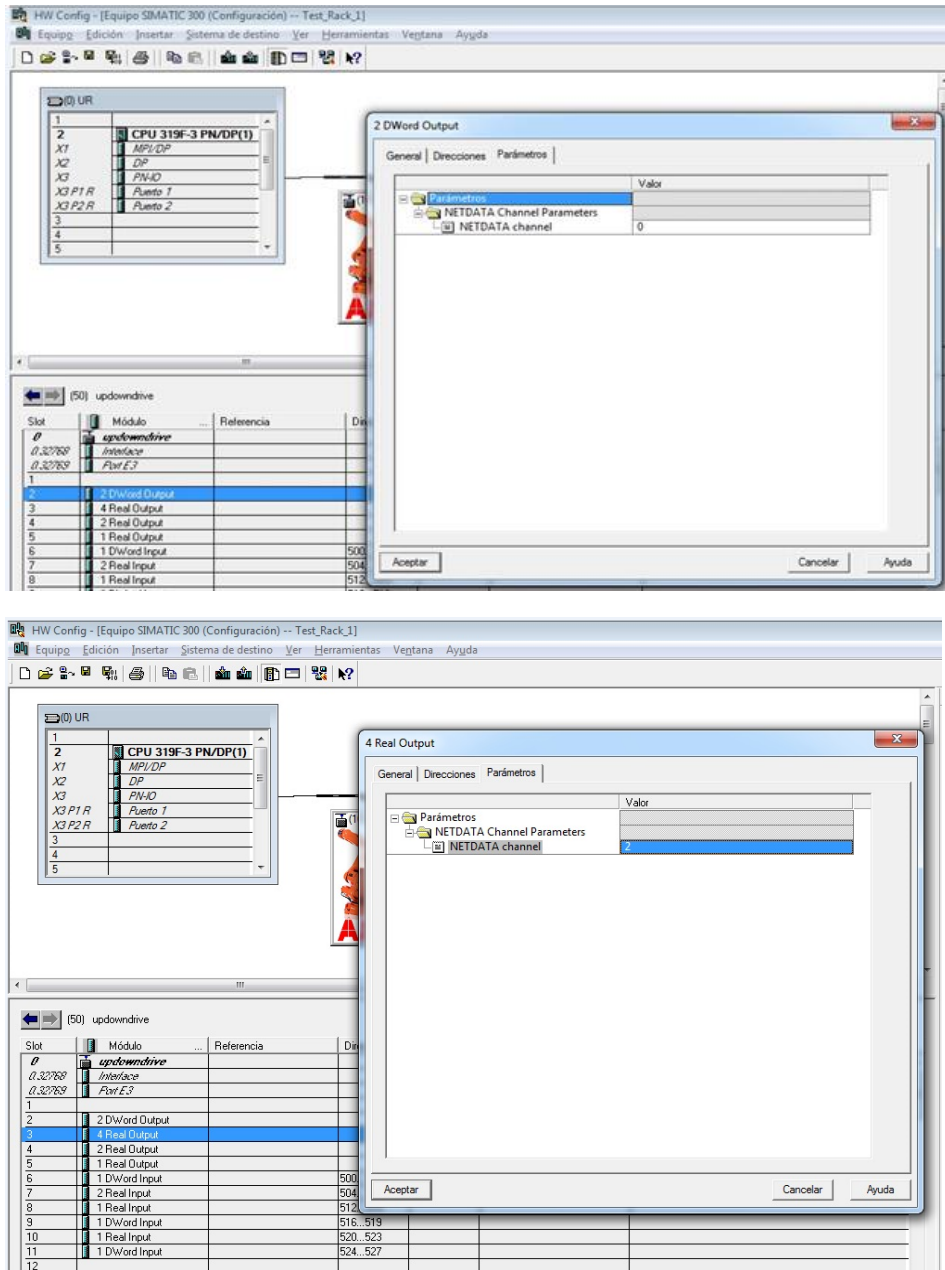 HW Config - [Equipo SIMATIC 300 (Configuración) -- Test_Rack_1]
Equipo Edición Insertar Sistema de destino Ver Herramientas Ventana Ayuda
(0) UR
1
2 CPU 319F-3 PN/DP(1)
X1 MPI/DP
X2 DP
X3 PN-IO
X3 P1 R Puerto 1
X3 P2 R Puerto 2
3
4
5
2 DWord Output
General Direcciones Parámetros
Valor
Parámetros
NETDATA Channel Parameters
NETDATA channel 0
Aceptar Cancelar Ayuda
(50) updowndrive
Slot Módulo ... Referencia
0 updowndrive
0.32768 Interface
0.32769 Port E3
1
2 2 DWord Output
3 4 Real Output
4 2 Real Output
5 1 Real Output
6 1 DWord Input 500
7 2 Real Input 504
8 1 Real Input 512
HW Config - [Equipo SIMATIC 300 (Configuración) -- Test_Rack_1]
Equipo Edición Insertar Sistema de destino Ver Herramientas Ventana Ayuda
(0) UR
1
2 CPU 319F-3 PN/DP(1)
X1 MPI/DP
X2 DP
X3 PN-IO
X3 P1 R Puerto 1
X3 P2 R Puerto 2
3
4
5
4 Real Output
General Direcciones Parámetros
Valor
Parámetros
NETDATA Channel Parameters
NETDATA channel 2
Aceptar Cancelar Ayuda
(50) updowndrive
Slot Módulo ... Referencia
0 updowndrive
0.32768 Interface
0.32769 Port E3
1
2 2 DWord Output
3 4 Real Output
4 2 Real Output
5 1 Real Output
6 1 DWord Input 500
7 2 Real Input 504
8 1 Real Input 512
9 1 DWord Input 516...519
10 1 Real Input 520...523
11 1 DWord Input 524...527
12